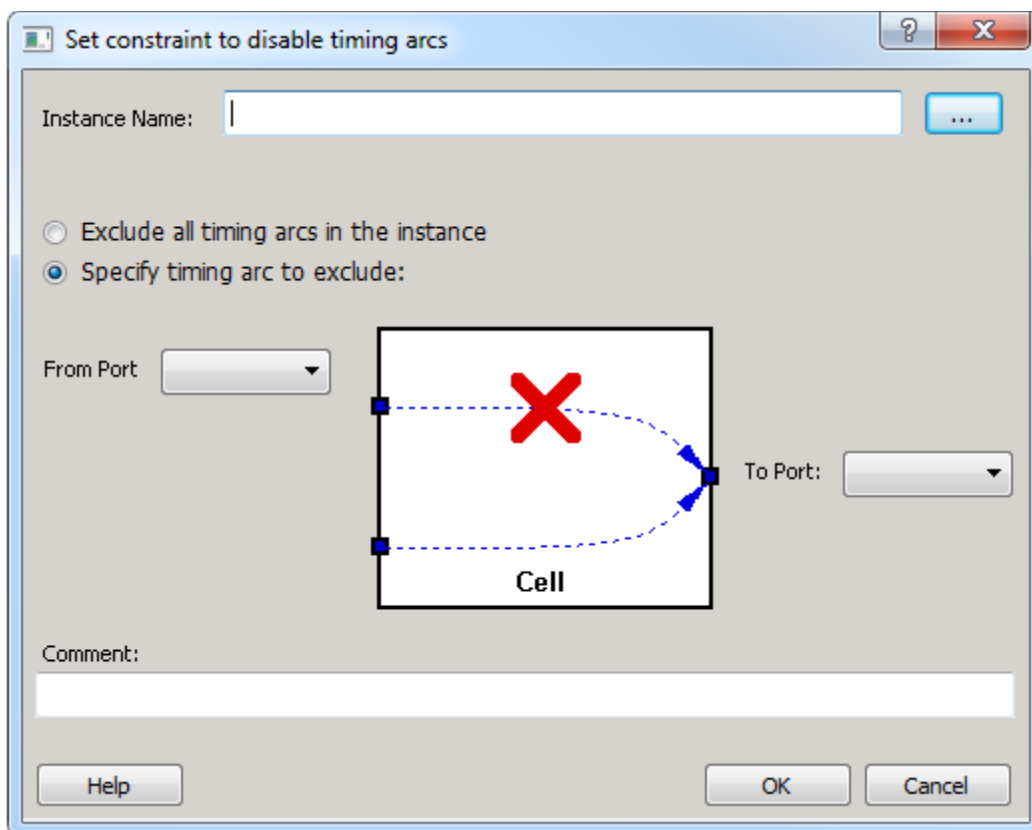 Set constraint to disable timing arcs
Instance Name:
...
Exclude all timing arcs in the instance
Specify timing arc to exclude:
From Port
To Port:
Cell
Comment:
Help OK Cancel